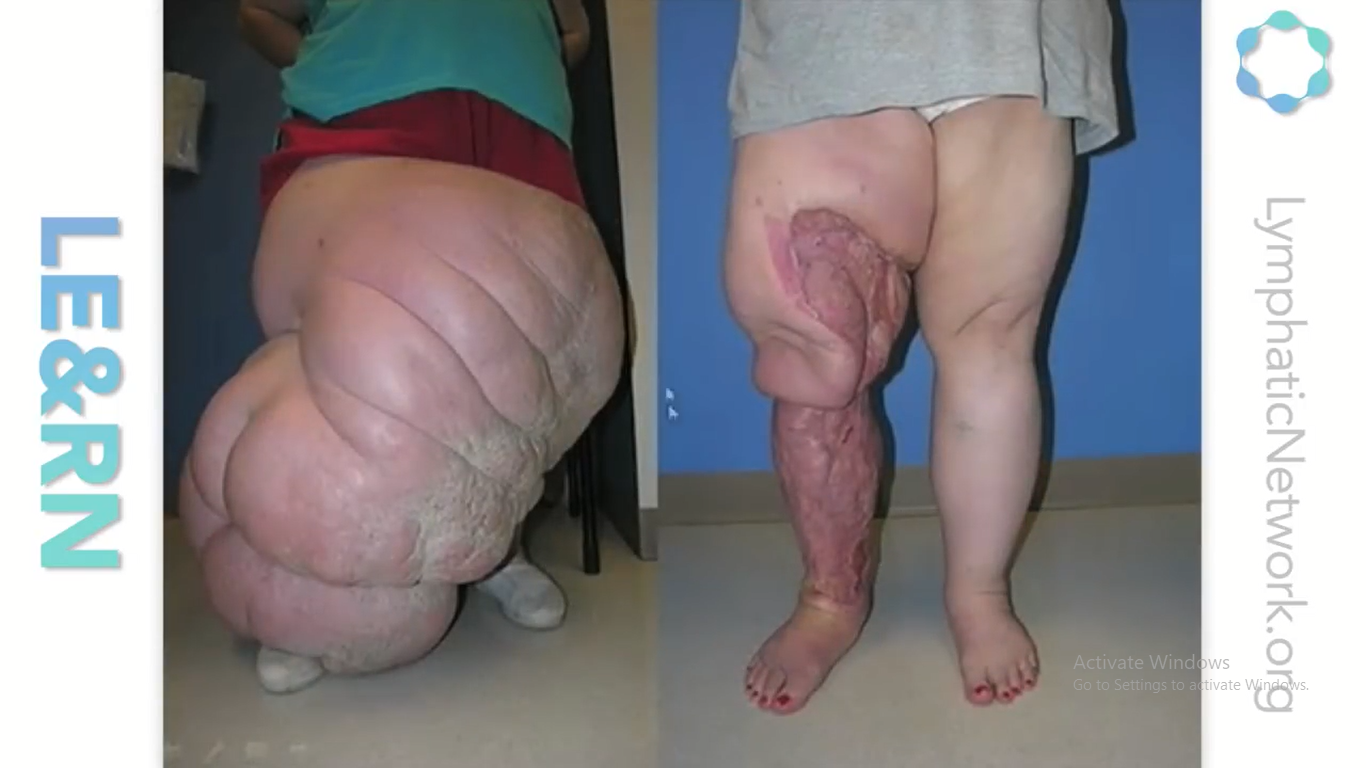 LE&RN
LymphaticNetwork.org
Activate Windows
Go to Settings to activate Windows.